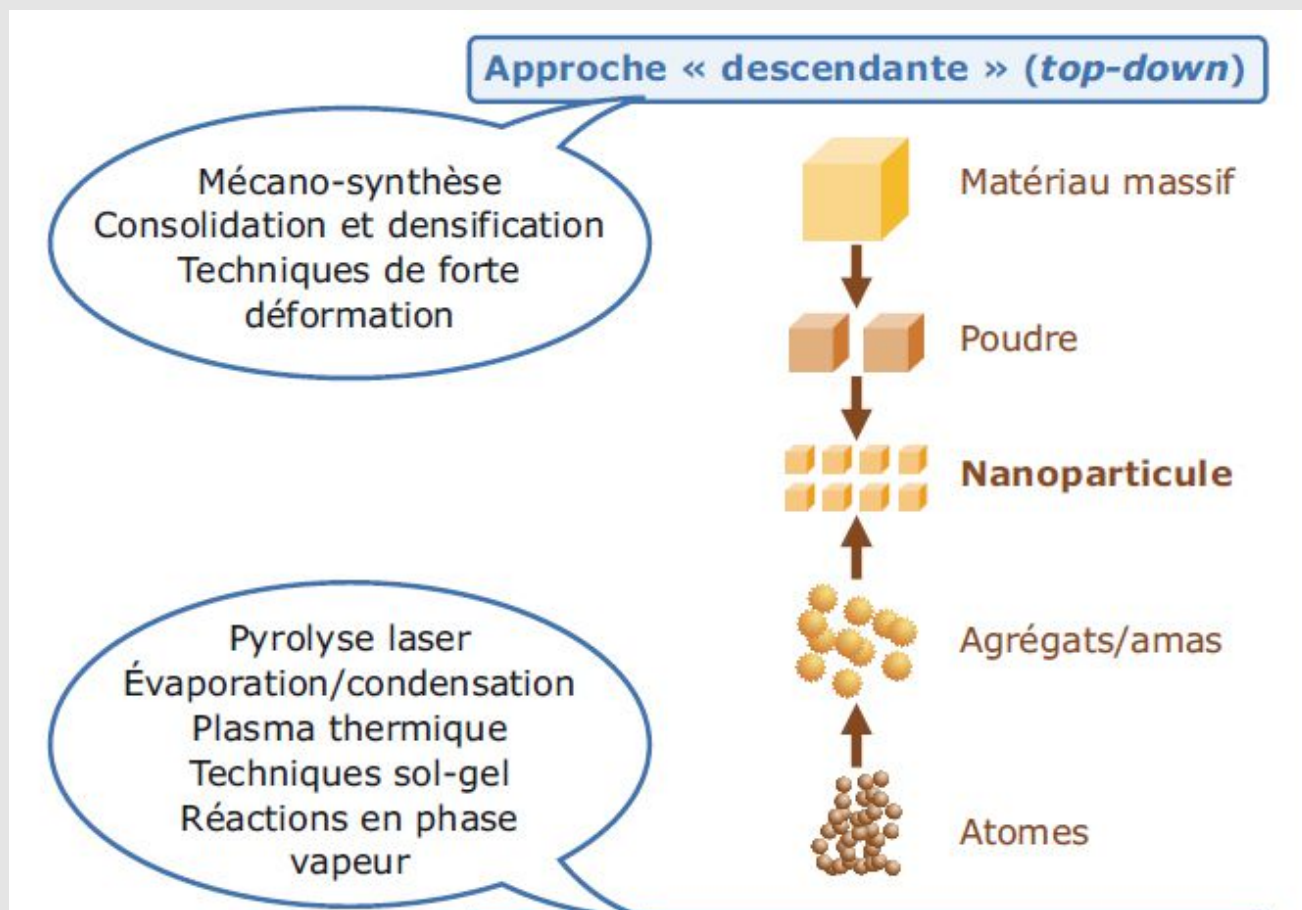 Approche « descendante » (top-down)
Mécano-synthèse
Consolidation et densification
Techniques de forte
déformation
Matériau massif
Poudre
Nanoparticule
Agrégats/amas
Atomes
Pyrolyse laser
Évaporation/condensation
Plasma thermique
Techniques sol-gel
Réactions en phase
vapeur